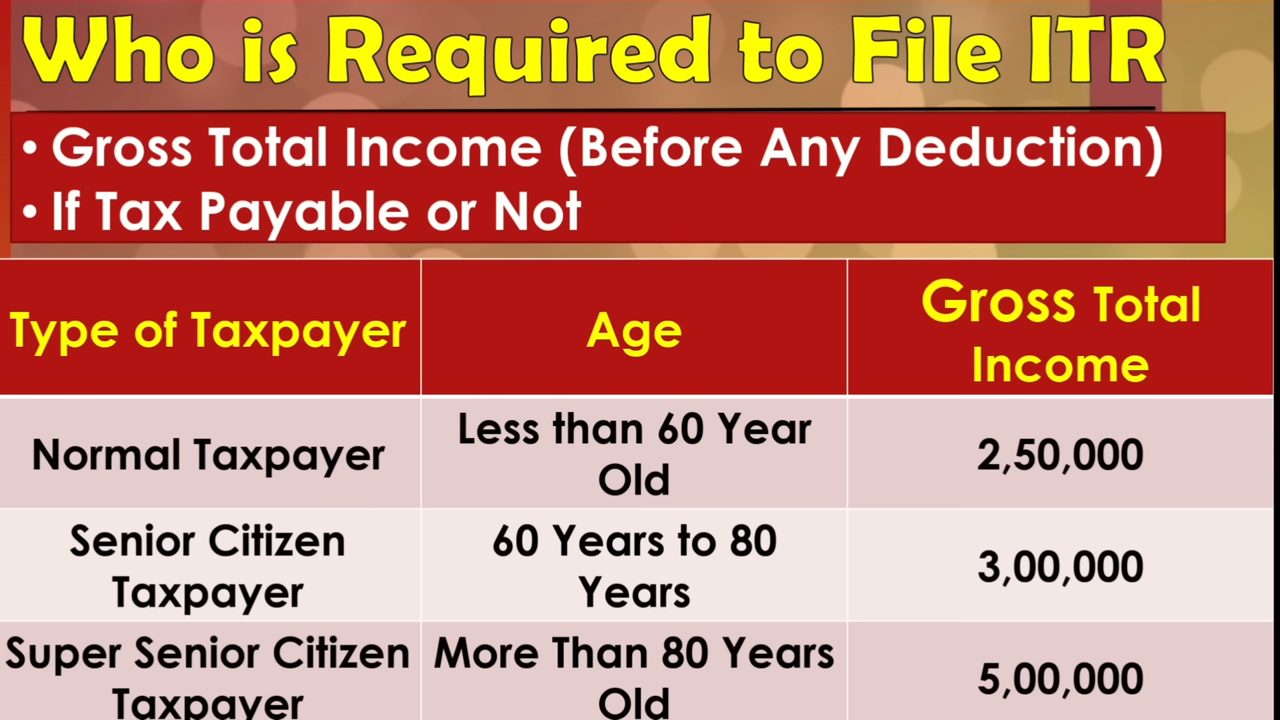 Who is Required to File ITR
• Gross Total Income (Before Any Deduction)
• If Tax Payable or Not
Type of Taxpayer
Age
Gross Total
Income
Normal Taxpayer
Less than 60 Year
Old
2,50,000
Senior Citizen
Taxpayer
60 Years to 80
Years
3,00,000
Super Senior Citizen
Taxpayer
More Than 80 Years
Old
5,00,000